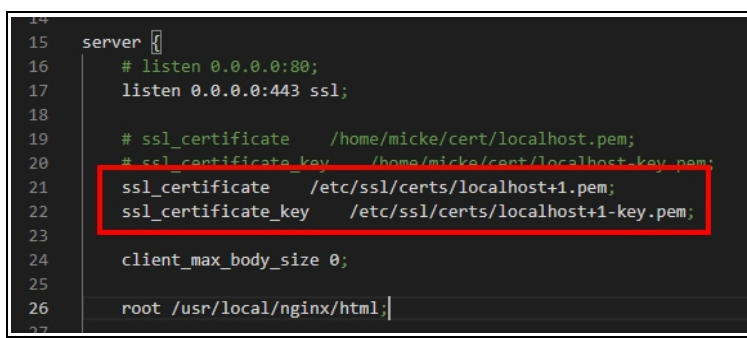 14
15 server {
16 # listen 0.0.0.0:80;
17 listen 0.0.0.0:443 ssl;
18
19 # ssl_certificate /home/micke/cert/localhost.pem;
20 # ssl_certificate_key /home/micke/cert/localhost-key.pem;
21 ssl_certificate /etc/ssl/certs/localhost+1.pem;
22 ssl_certificate_key /etc/ssl/certs/localhost+1-key.pem;
23
24 client_max_body_size 0;
25
26 root /usr/local/nginx/html;
27